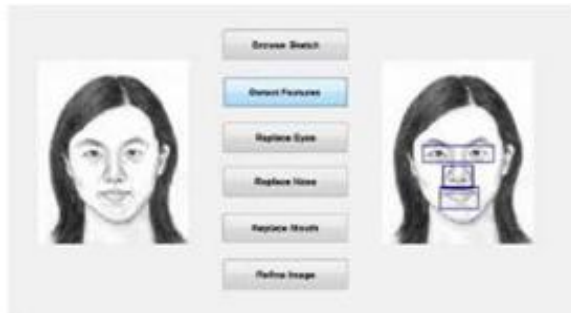 Browse Sketch
Detect Features
Replace Eyes
Replace Nose
Replace Mouth
Refine Image